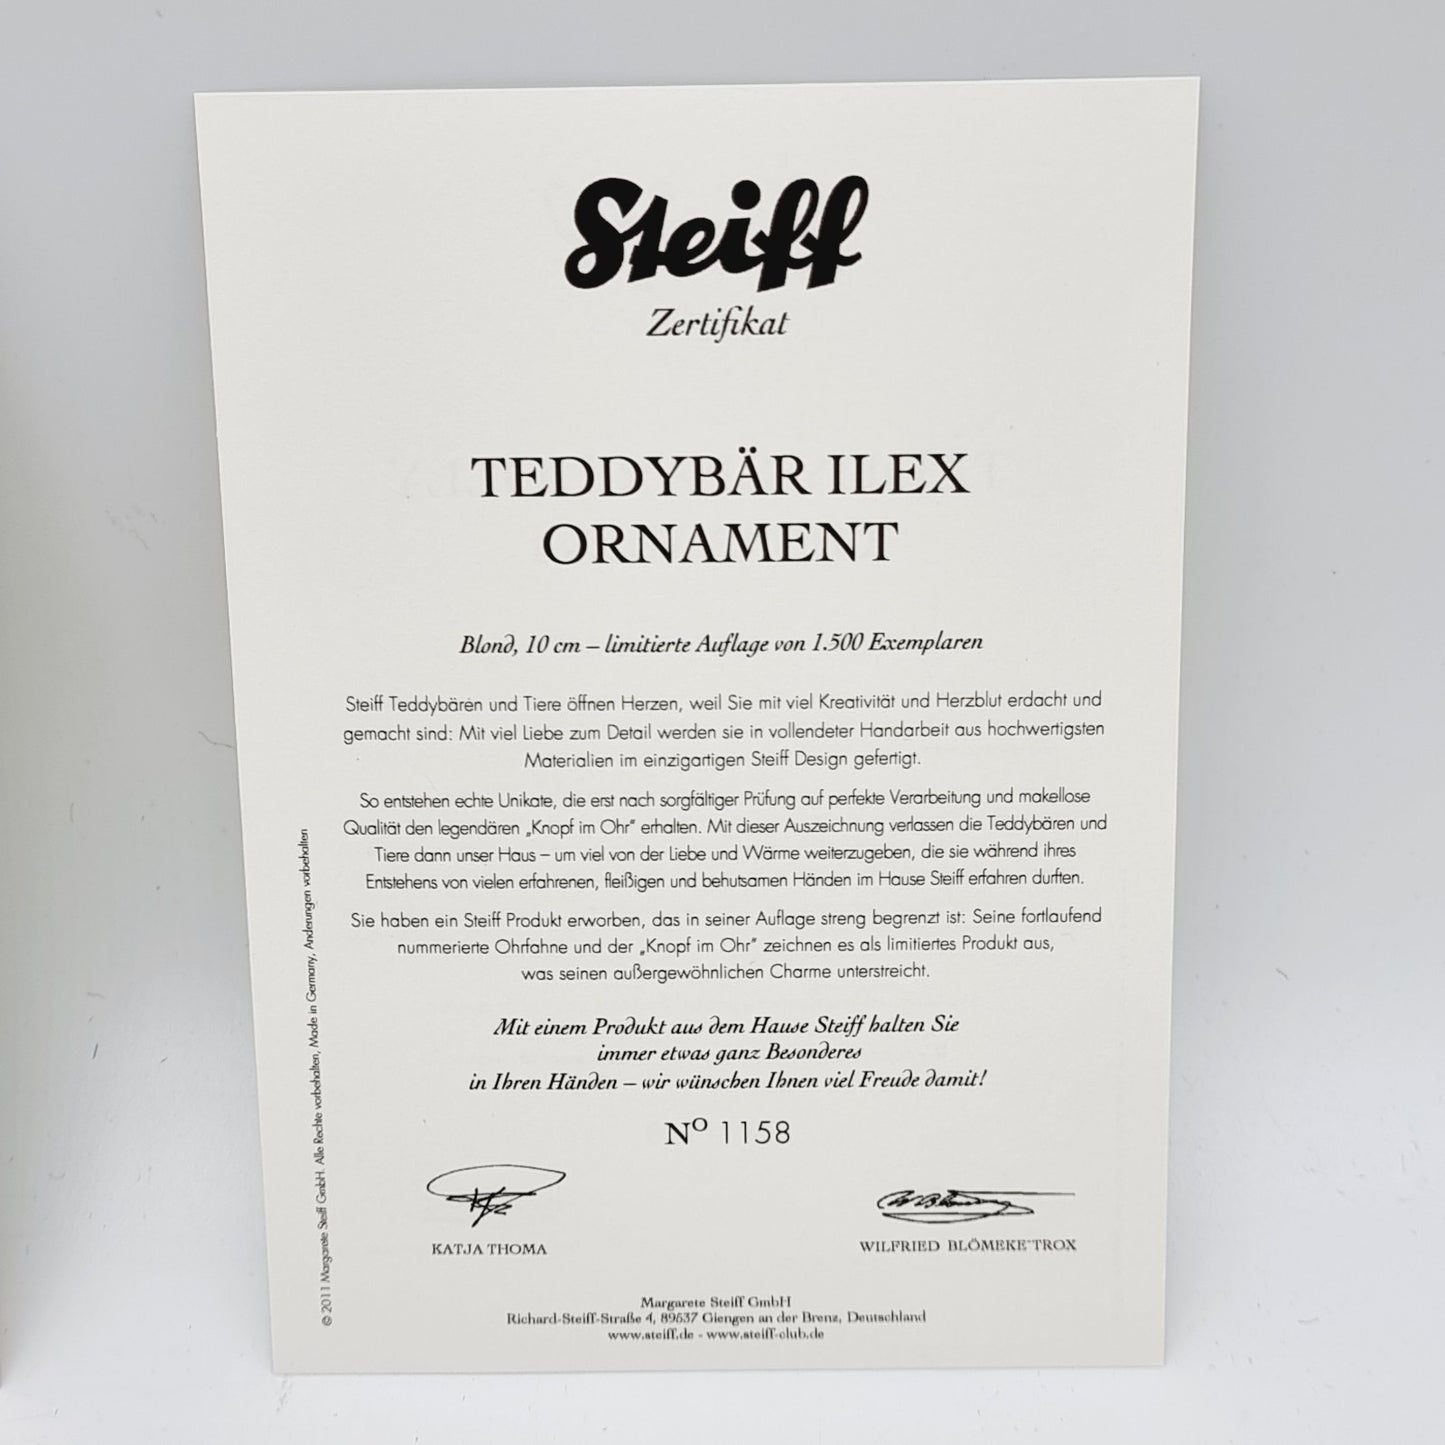 Steiff
Zertifikat
TEDDYBÄR ILEX
ORNAMENT
Blond, 10 cm – limitierte Auflage von 1.500 Exemplaren
Steiff Teddybären und Tiere öffnen Herzen, weil Sie mit viel Kreativität und Herzblut erdacht und
gemacht sind: Mit viel Liebe zum Detail werden sie in vollendeter Handarbeit aus hochwertigsten
Materialien im einzigartigen Steiff Design gefertigt.
So entstehen echte Unikate, die erst nach sorgfältiger Prüfung auf perfekte Verarbeitung und makellose
Qualität den legendären „Knopf im Ohr“ erhalten. Mit dieser Auszeichnung verlassen die Teddybären und
Tiere dann unser Haus – um viel von der Liebe und Wärme weiterzugeben, die sie während ihres
Entstehens von vielen erfahrenen, fleißigen und behutsamen Händen im Hause Steiff erfahren durften.
Sie haben ein Steiff Produkt erworben, das in seiner Auflage streng begrenzt ist: Seine fortlaufend
nummerierte Ohrfahne und der „Knopf im Ohr“ zeichnen es als limitiertes Produkt aus,
was seinen außergewöhnlichen Charme unterstreicht.
Mit einem Produkt aus dem Hause Steiff halten Sie
immer etwas ganz Besonderes
in Ihren Händen – wir wünschen Ihnen viel Freude damit!
Nº 1158
KATJA THOMA
WILFRIED BLÖMEKE-TROX
Margarete Steiff GmbH
Richard-Steiff-Straße 4, 89537 Giengen an der Brenz, Deutschland
www.steiff.de - www.steiff-club.de
© 2011 Margarete Steiff GmbH. Alle Rechte vorbehalten, Made in Germany, Änderungen vorbehalten